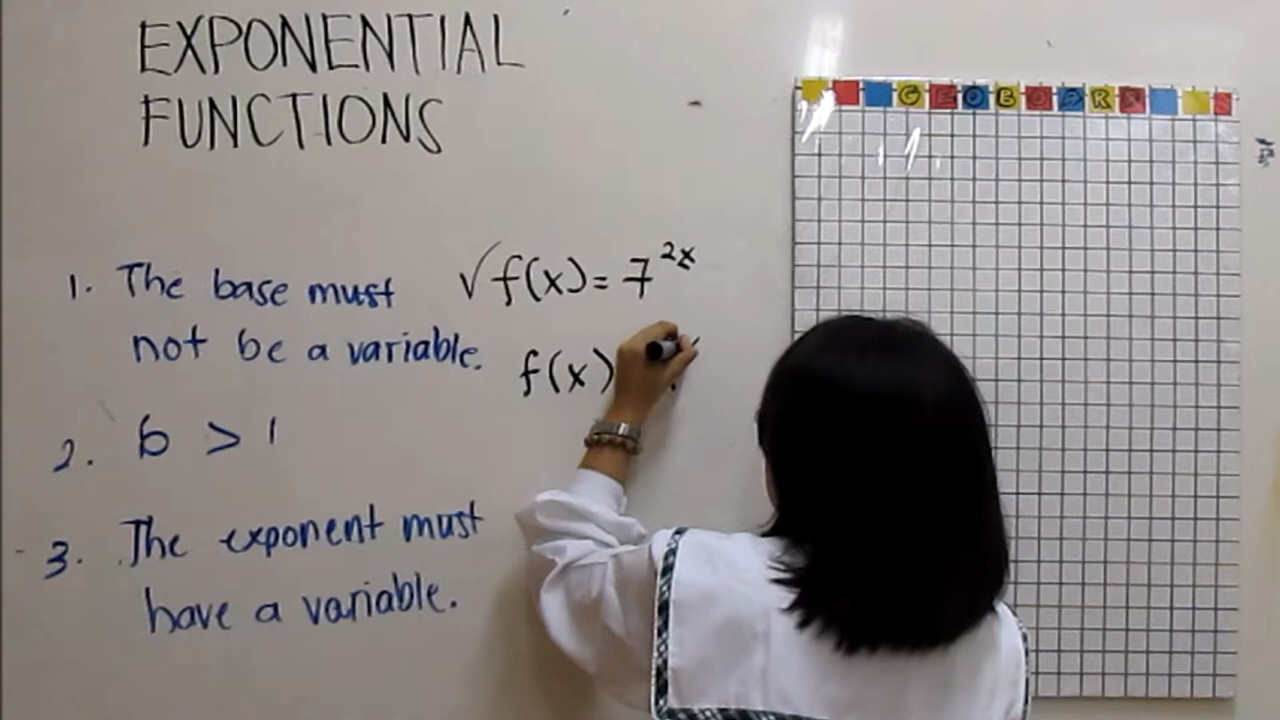 EXPONENTIAL
FUNCTIONS
GEOBOARD
1. The base must
not be a variable.
√ f(x) = 7^2x
f(x)
2. b > 1
3. The exponent must
have a variable.